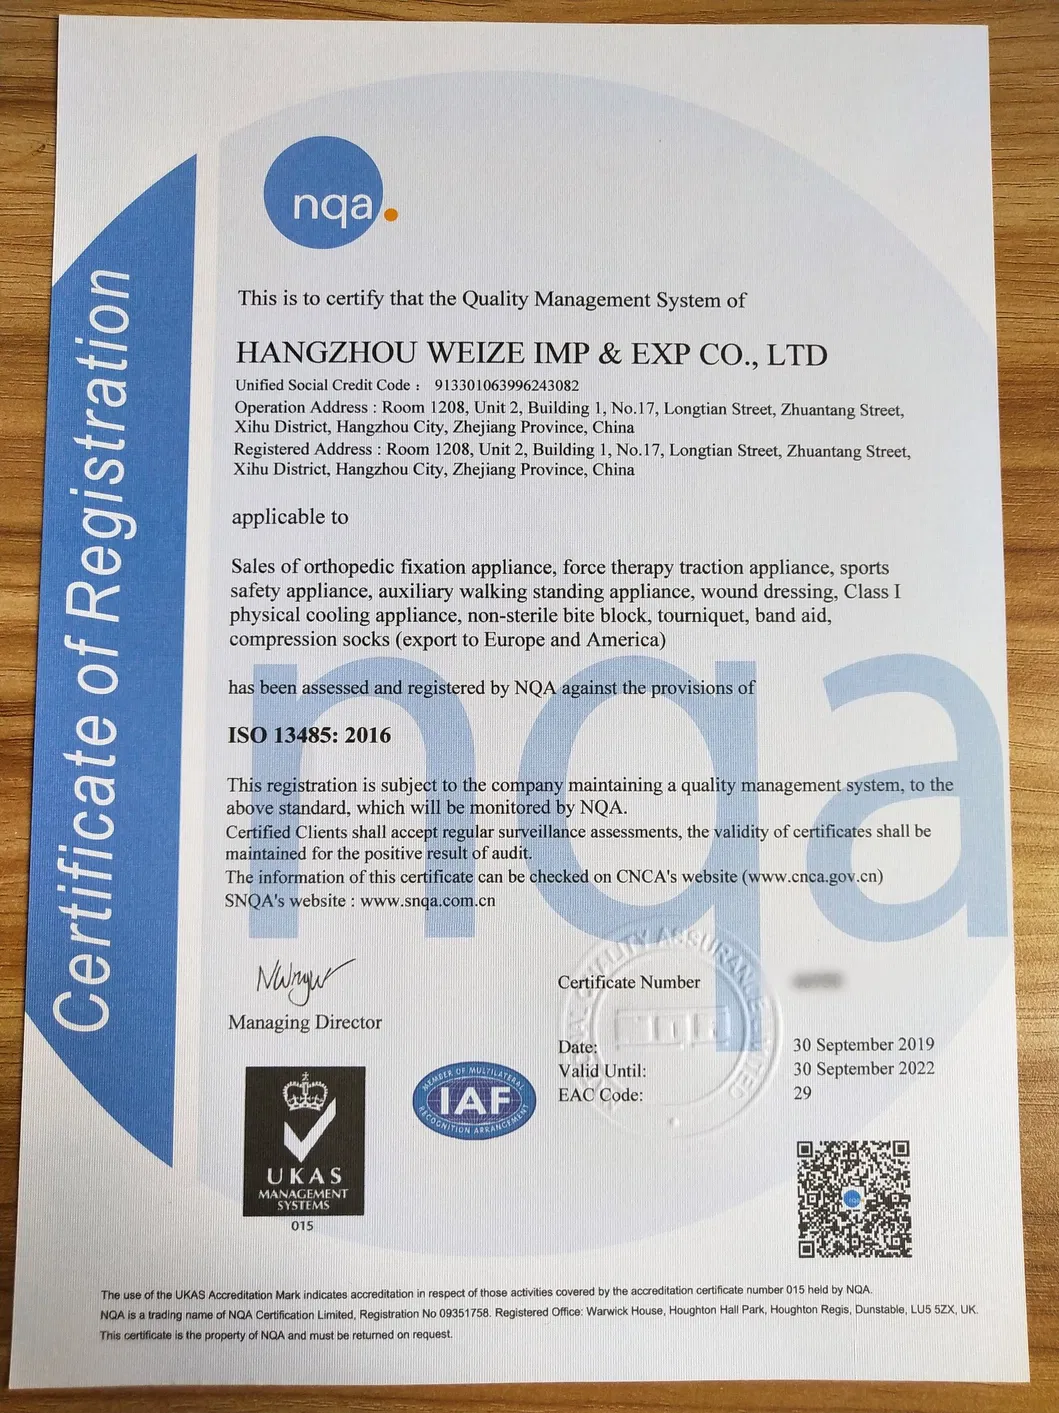 nqa.
Certificate of Registration
This is to certify that the Quality Management System of
HANGZHOU WEIZE IMP & EXP CO., LTD
Unified Social Credit Code : 913301063996243082
Operation Address : Room 1208, Unit 2, Building 1, No.17, Longtian Street, Zhuantang Street,
Xihu District, Hangzhou City, Zhejiang Province, China
Registered Address : Room 1208, Unit 2, Building 1, No.17, Longtian Street, Zhuantang Street,
Xihu District, Hangzhou City, Zhejiang Province, China
applicable to
Sales of orthopedic fixation appliance, force therapy traction appliance, sports
safety appliance, auxiliary walking standing appliance, wound dressing, Class I
physical cooling appliance, non-sterile bite block, tourniquet, band aid,
compression socks (export to Europe and America)
nqa
has been assessed and registered by NQA against the provisions of
ISO 13485: 2016
This registration is subject to the company maintaining a quality management system, to the
above standard, which will be monitored by NQA.
Certified Clients shall accept regular surveillance assessments, the validity of certificates shall be
maintained for the positive result of audit.
The information of this certificate can be checked on CNCA's website (www.cnca.gov.cn)
SNQA's website : www.snqa.com.cn
Managing Director
Certificate Number
QUALITY ASSURANCE
NQA
Date: 30 September 2019
Valid Until: 30 September 2022
EAC Code: 29
UKAS
MANAGEMENT
SYSTEMS
015
MEMBER OF MULTILATERAL
IAF
RECOGNITION ARRANGEMENT
The use of the UKAS Accreditation Mark indicates accreditation in respect of those activities covered by the accreditation certificate number 015 held by NQA.
NQA is a trading name of NQA Certification Limited, Registration No 09351758. Registered Office: Warwick House, Houghton Hall Park, Houghton Regis, Dunstable, LU5 5ZX, UK.
This certificate is the property of NQA and must be returned on request.